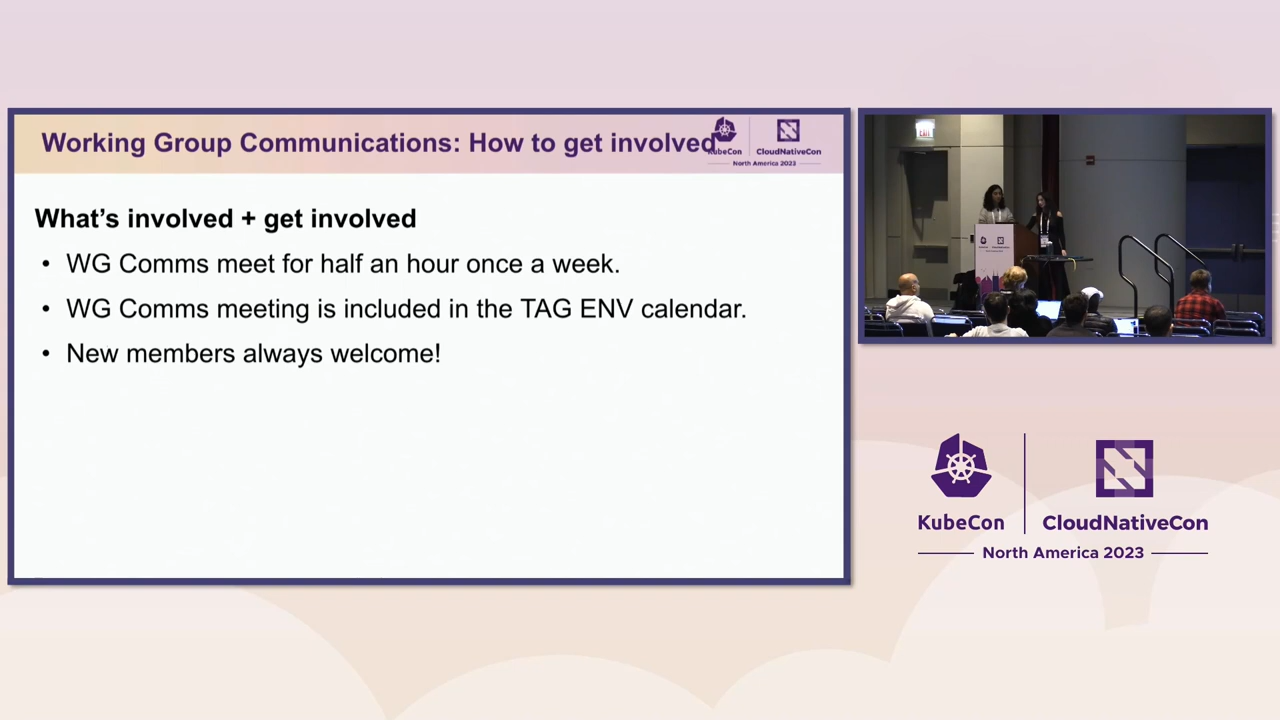 Working Group Communications: How to get involved
KubeCon
CloudNativeCon
North America 2023
What’s involved + get involved
• WG Comms meet for half an hour once a week.
• WG Comms meeting is included in the TAG ENV calendar.
• New members always welcome!
EXIT
KubeCon
CloudNativeCon
North America 2023